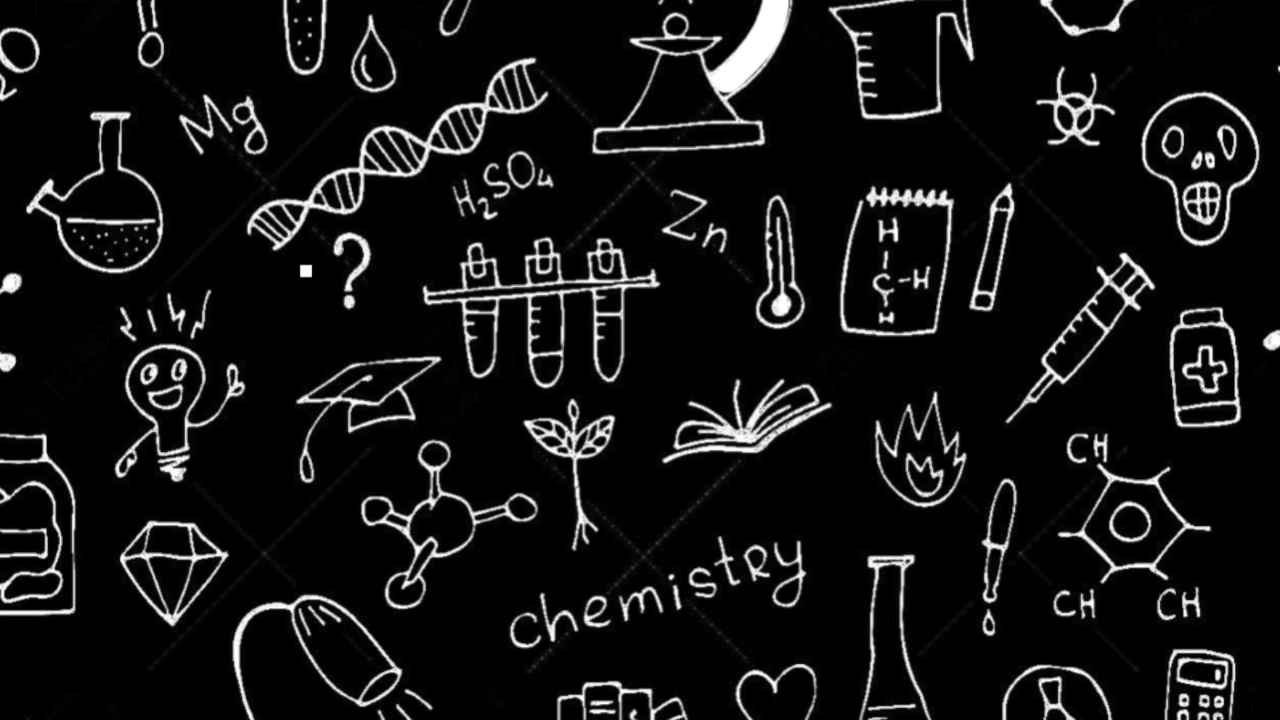 Mg
H₂SO₄
Zn
?
H
C-H
H
CH
chemistry
CH CH